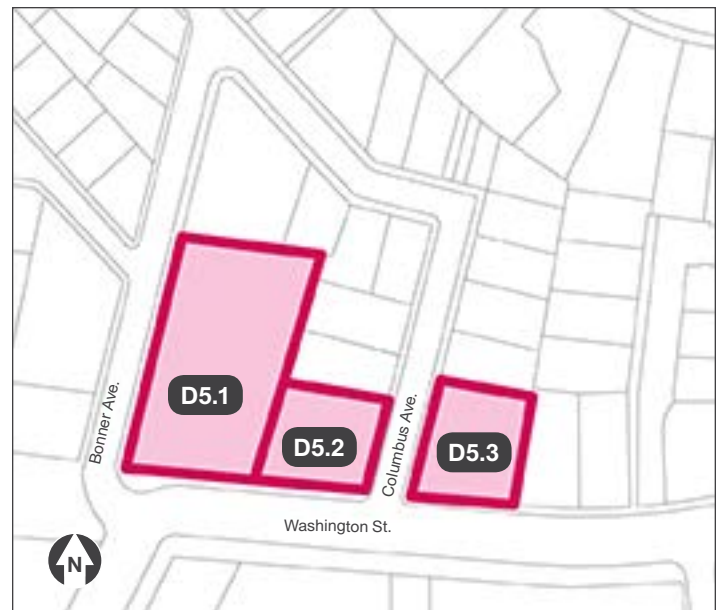 D5.1
D5.2
D5.3
Bonner Ave.
Columbus Ave.
Washington St.
N